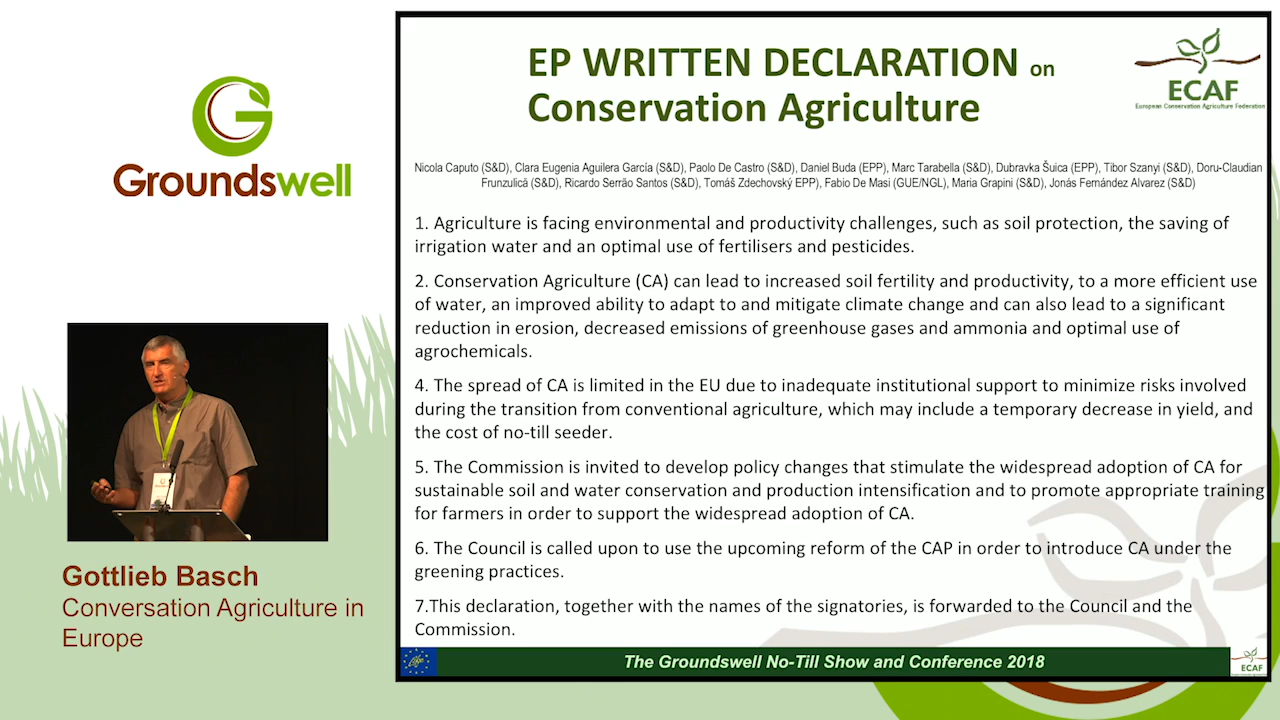 Groundswell
Gottlieb Basch
Conversation Agriculture in
Europe
EP WRITTEN DECLARATION on
Conservation Agriculture
ECAF
European Conservation Agriculture Federation
Nicola Caputo (S&D), Clara Eugenia Aguilera García (S&D), Paolo De Castro (S&D), Daniel Buda (EPP), Marc Tarabella (S&D), Dubravka Šuica (EPP), Tibor Szanyi (S&D), Doru-Claudian
Frunzulică (S&D), Ricardo Serrão Santos (S&D), Tomáš Zdechovský EPP), Fabio De Masi (GUE/NGL), Maria Grapini (S&D), Jonás Fernández Alvarez (S&D)
1. Agriculture is facing environmental and productivity challenges, such as soil protection, the saving of
irrigation water and an optimal use of fertilisers and pesticides.
2. Conservation Agriculture (CA) can lead to increased soil fertility and productivity, to a more efficient use
of water, an improved ability to adapt to and mitigate climate change and can also lead to a significant
reduction in erosion, decreased emissions of greenhouse gases and ammonia and optimal use of
agrochemicals.
4. The spread of CA is limited in the EU due to inadequate institutional support to minimize risks involved
during the transition from conventional agriculture, which may include a temporary decrease in yield, and
the cost of no-till seeder.
5. The Commission is invited to develop policy changes that stimulate the widespread adoption of CA for
sustainable soil and water conservation and production intensification and to promote appropriate training
for farmers in order to support the widespread adoption of CA.
6. The Council is called upon to use the upcoming reform of the CAP in order to introduce CA under the
greening practices.
7.This declaration, together with the names of the signatories, is forwarded to the Council and the
Commission.
The Groundswell No-Till Show and Conference 2018
ECAF